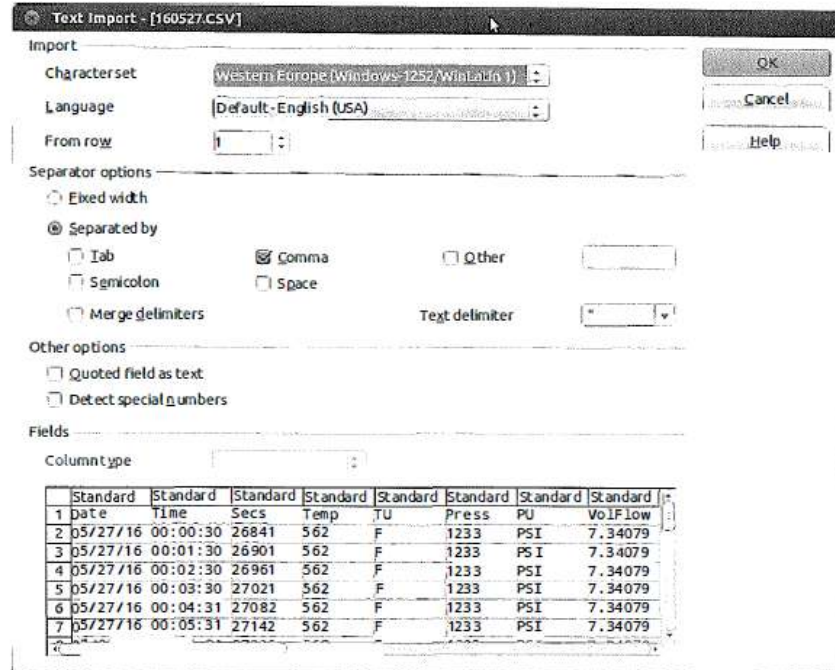 Text Import - [160527.CSV]
Import
Character set Western Europe (Windows-1252/WinLatin 1)
OK
Language Default - English (USA)
Cancel
From row 1
Help
Separator options
Fixed width
Separated by
Tab Comma Other
Semicolon Space
Merge delimiters Text delimiter "
Other options
Quoted field as text
Detect special numbers
Fields
Column type
Standard Standard Standard Standard Standard Standard Standard Standard
1 Date Time Secs Temp TU Press PU VolFlow
2 05/27/16 00:00:30 26841 562 F 1233 PSI 7.34079
3 05/27/16 00:01:30 26901 562 F 1233 PSI 7.34079
4 05/27/16 00:02:30 26961 562 F 1233 PSI 7.34079
5 05/27/16 00:03:30 27021 562 F 1233 PSI 7.34079
6 05/27/16 00:04:31 27082 562 F 1233 PSI 7.34079
7 05/27/16 00:05:31 27142 562 F 1233 PSI 7.34079